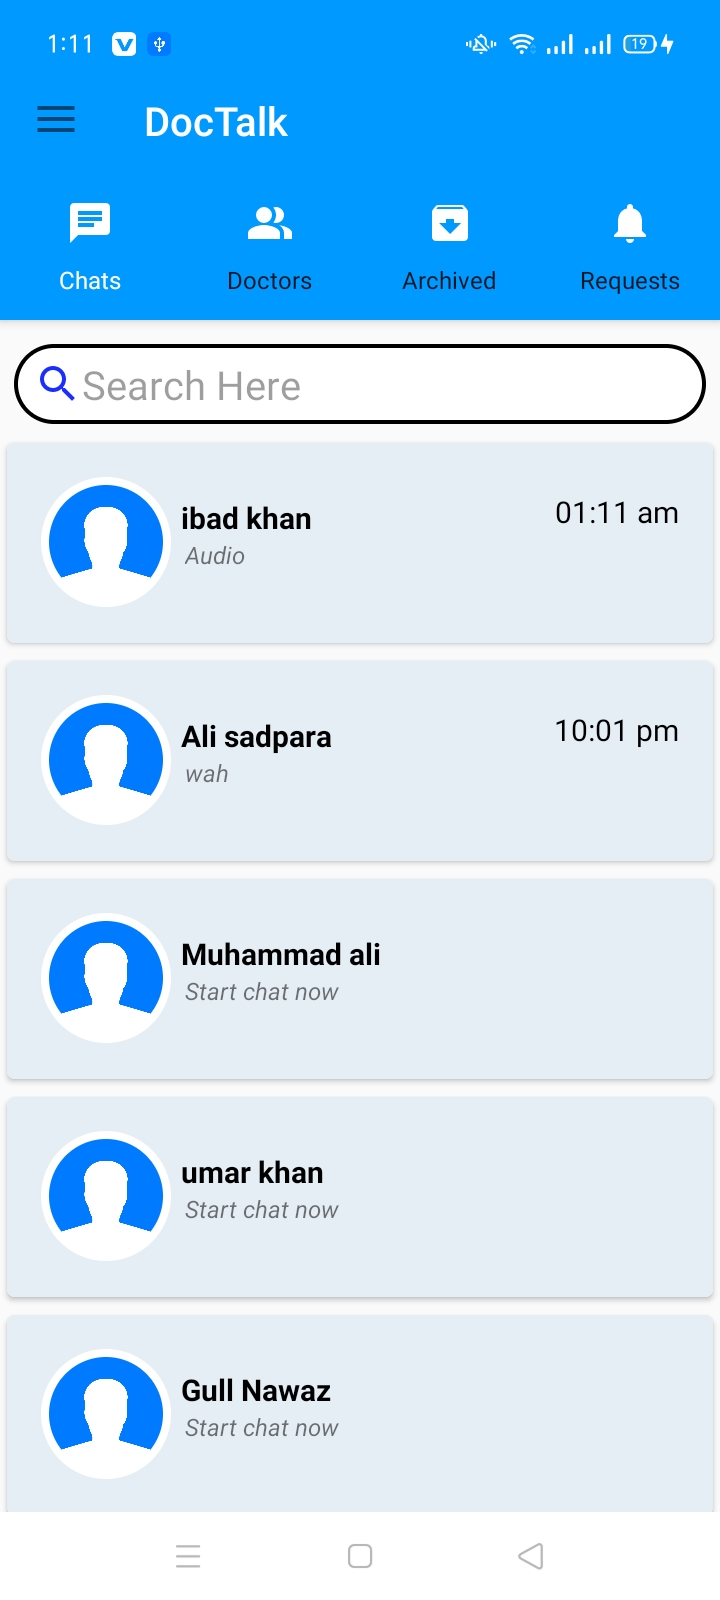 1:11
19
DocTalk
Chats Doctors Archived Requests
Search Here
ibad khan 01:11 am
Audio
Ali sadpara 10:01 pm
wah
Muhammad ali
Start chat now
umar khan
Start chat now
Gull Nawaz
Start chat now